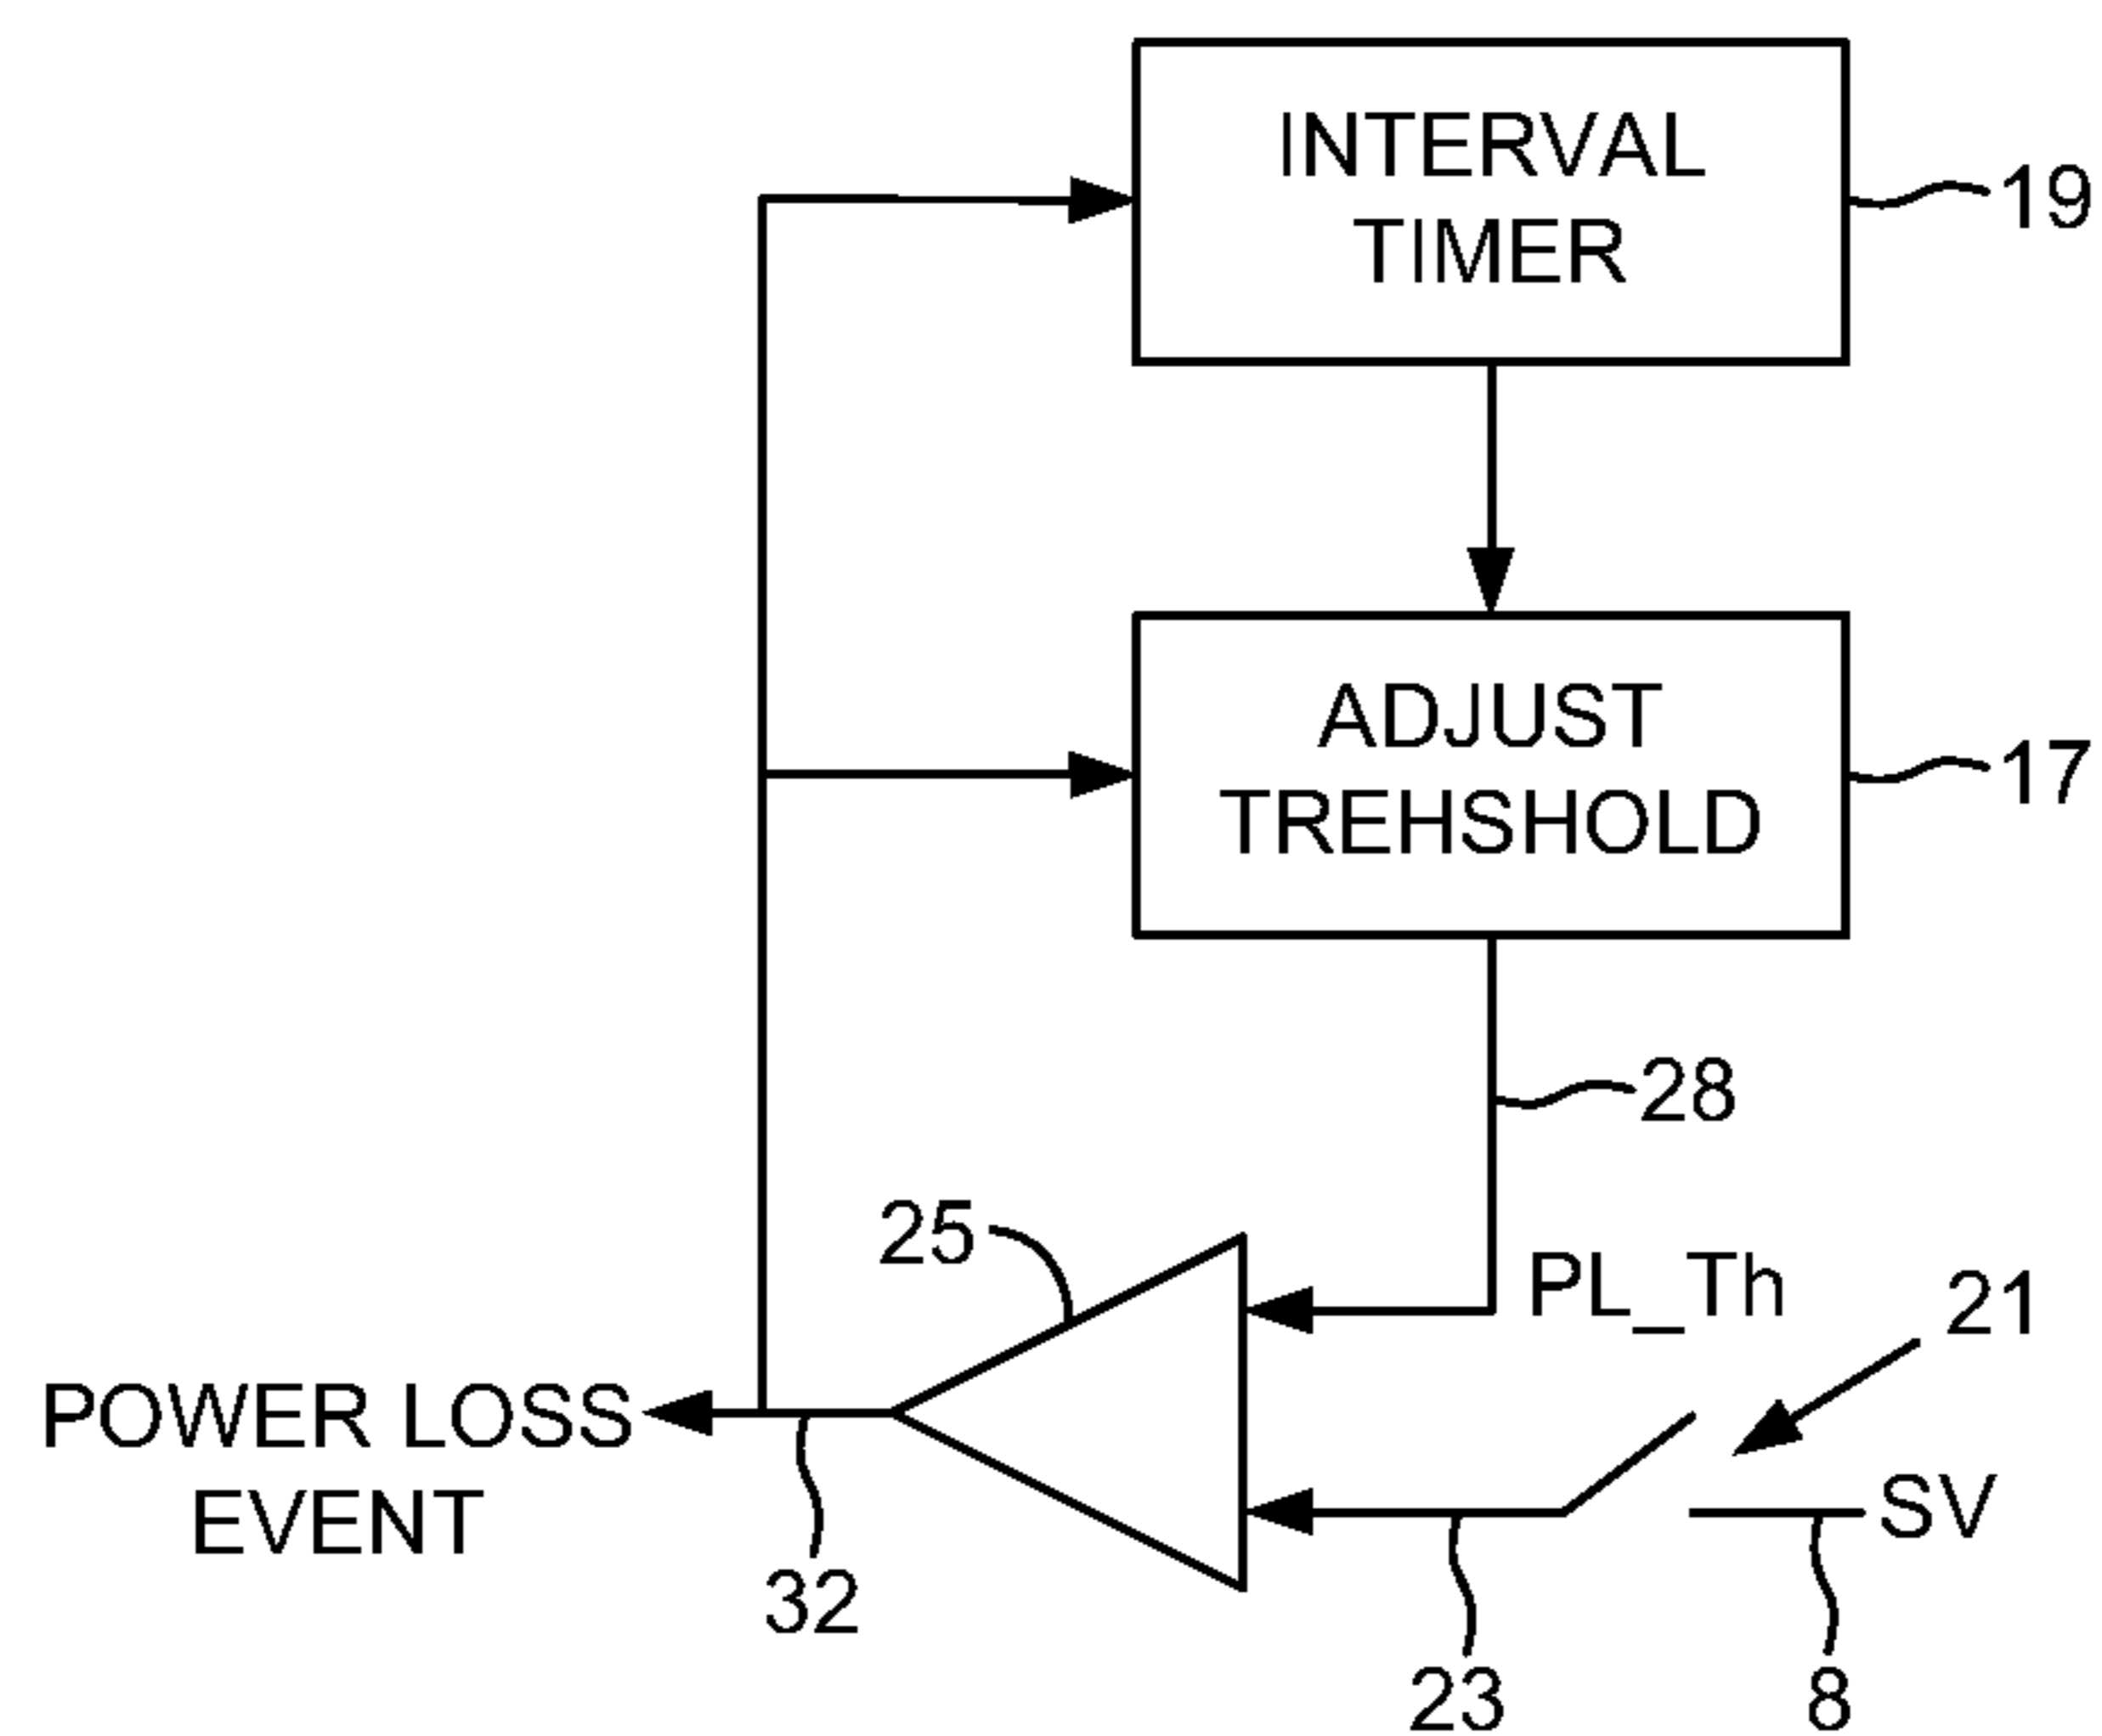 INTERVAL
TIMER
19
ADJUST
TREHSHOLD
17
28
25
PL_Th
21
POWER LOSS
EVENT
SV
32
23
8